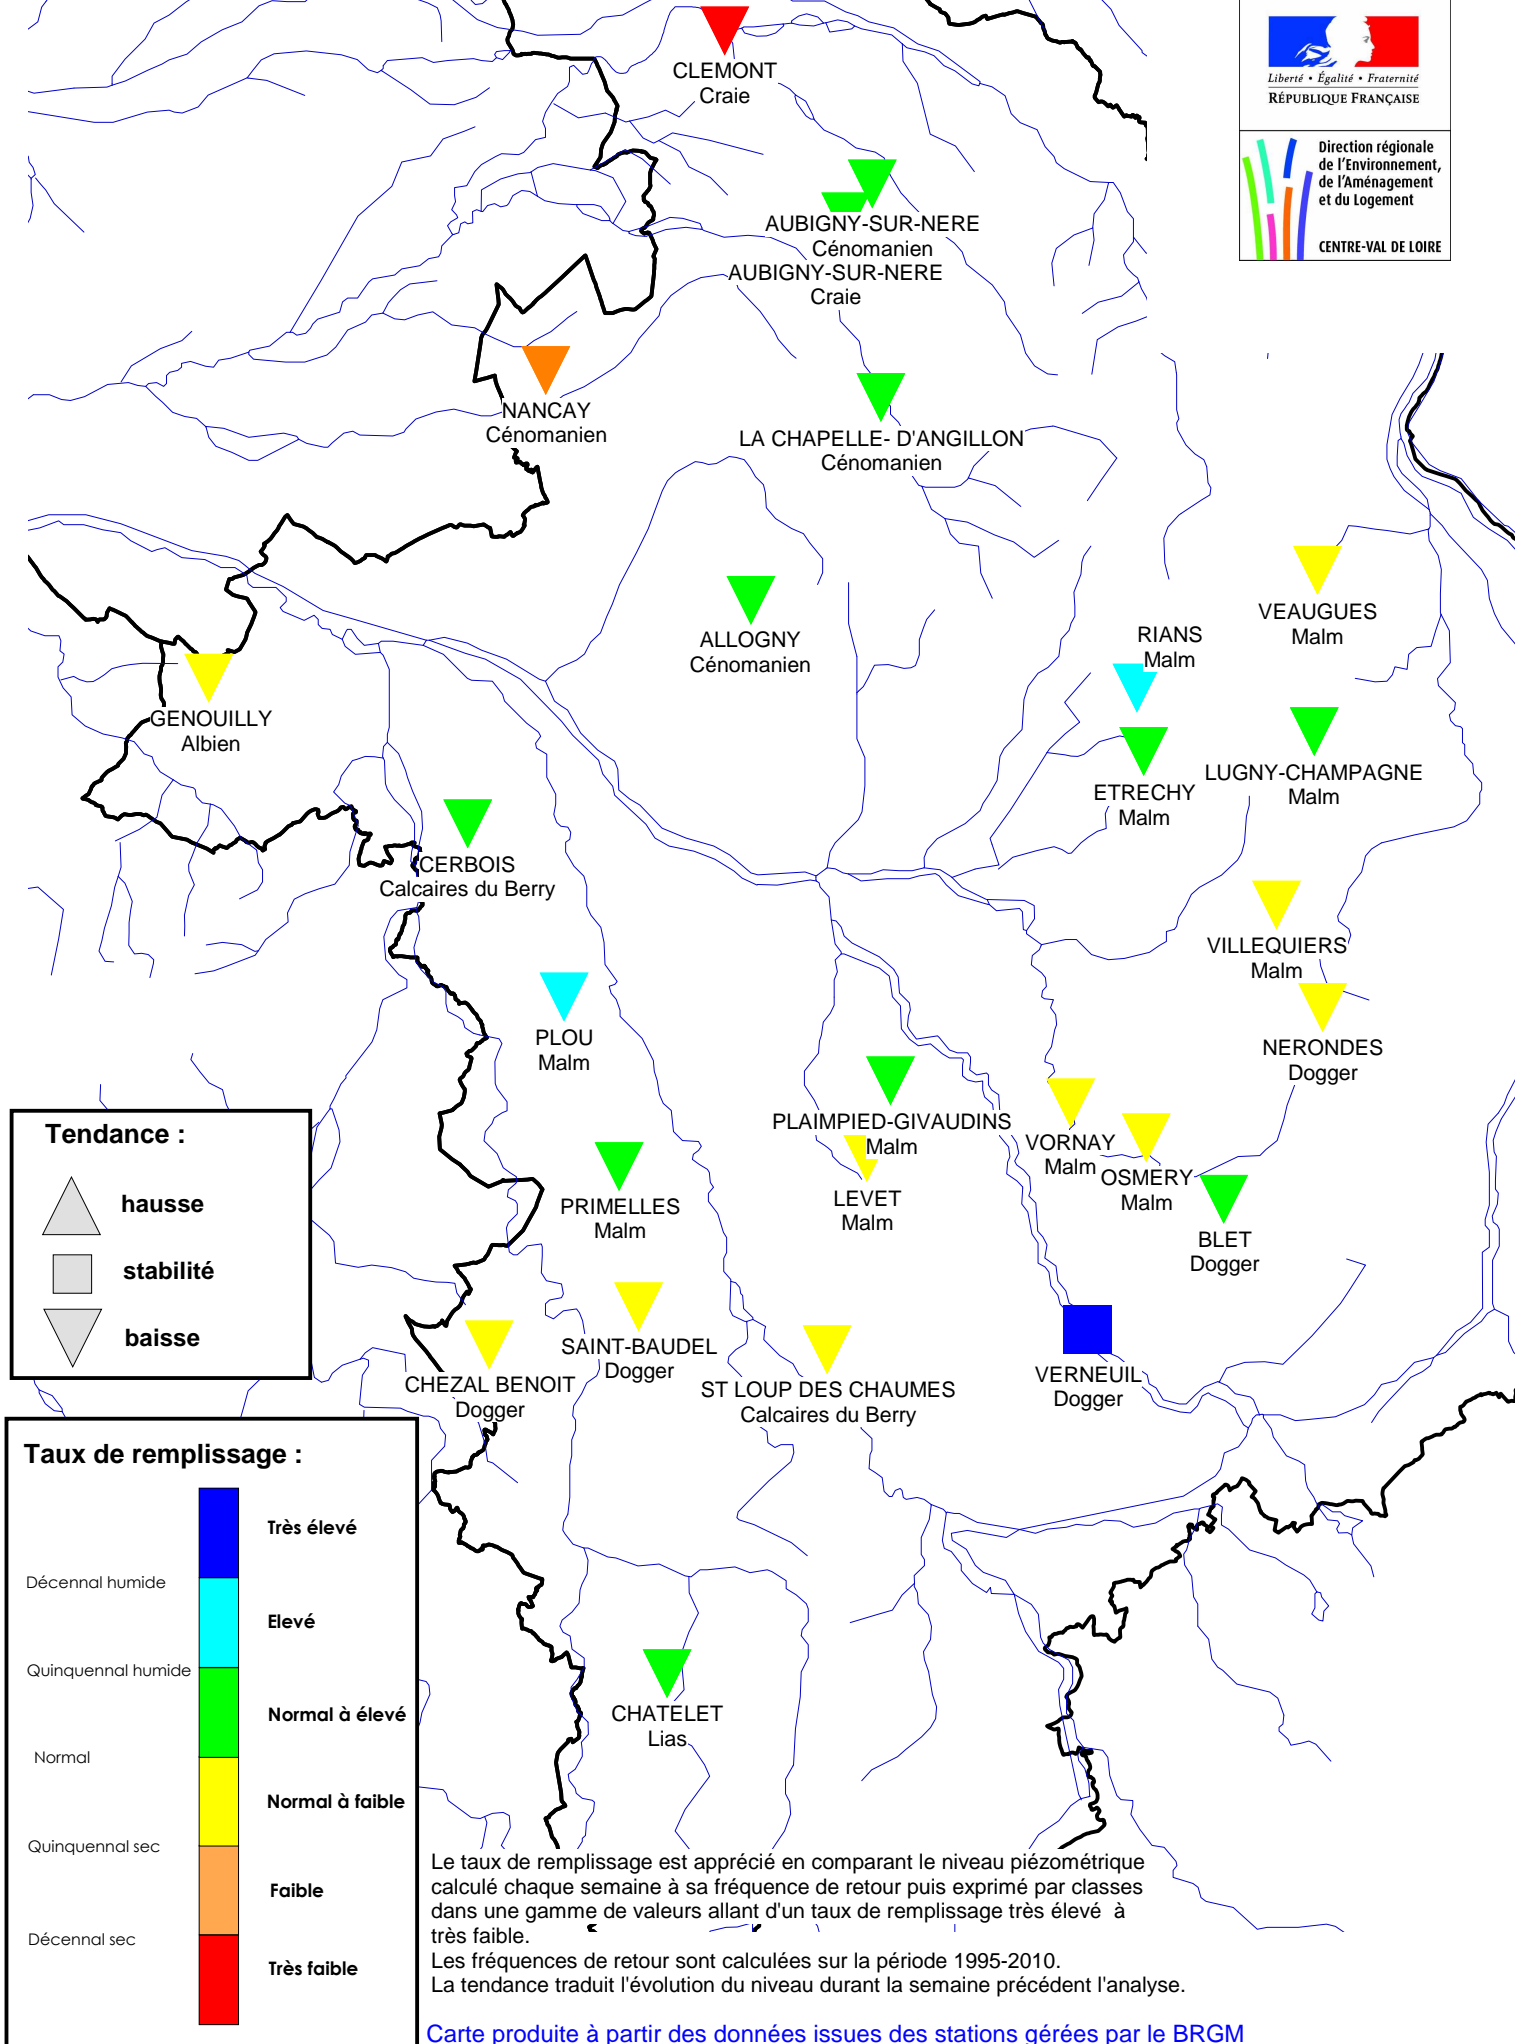 CLEMONT
Craie
Liberté • Égalité • Fraternité
RÉPUBLIQUE FRANÇAISE
Direction régionale
de l'Environnement,
de l'Aménagement
et du Logement
CENTRE-VAL DE LOIRE
AUBIGNY-SUR-NERE
Cénomanien
AUBIGNY-SUR-NERE
Craie
NANCAY
Cénomanien
LA CHAPELLE- D'ANGILLON
Cénomanien
ALLOGNY
Cénomanien
VEAUGUES
Malm
RIANS
Malm
GENOUILLY
Albien
LUGNY-CHAMPAGNE
Malm
ETRECHY
Malm
CERBOIS
Calcaires du Berry
VILLEQUIERS
Malm
PLOU
Malm
NERONDES
Dogger
PLAIMPIED-GIVAUDINS
Malm
VORNAY
Malm
OSMERY
Malm
LEVET
Malm
PRIMELLES
Malm
BLET
Dogger
SAINT-BAUDEL
Dogger
CHEZAL BENOIT
Dogger
ST LOUP DES CHAUMES
Calcaires du Berry
VERNEUIL
Dogger
CHATELET
Lias
Tendance :
hausse
stabilité
baisse
Taux de remplissage :
Très élevé
Décennal humide
Elevé
Quinquennal humide
Normal à élevé
Normal
Normal à faible
Quinquennal sec
Faible
Décennal sec
Très faible
Le taux de remplissage est apprécié en comparant le niveau piézométrique
calculé chaque semaine à sa fréquence de retour puis exprimé par classes
dans une gamme de valeurs allant d'un taux de remplissage très élevé à
très faible.
Les fréquences de retour sont calculées sur la période 1995-2010.
La tendance traduit l'évolution du niveau durant la semaine précédent l'analyse.
Carte produite à partir des données issues des stations gérées par le BRGM